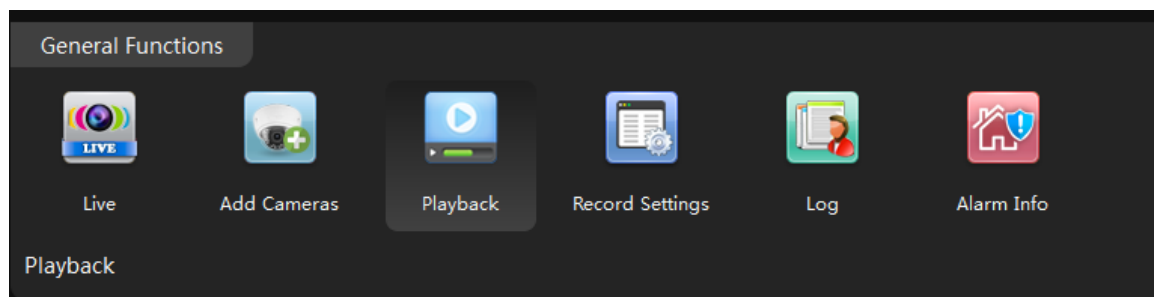 General Functions
LIVE
Live
Add Cameras
Playback
Record Settings
Log
Alarm Info
Playback